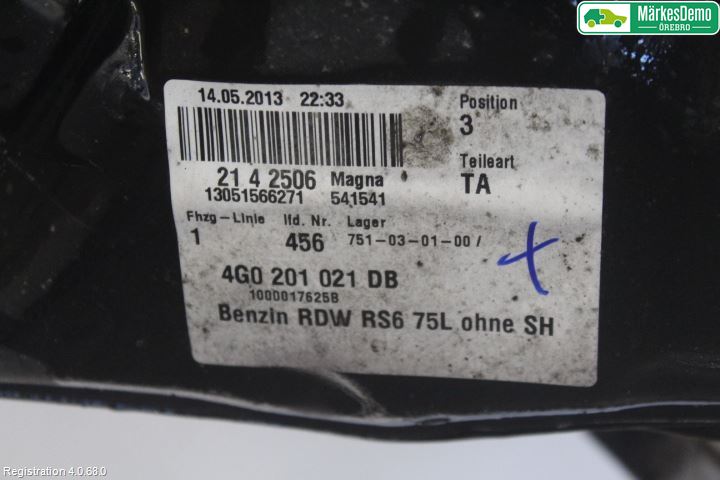 MärkesDemo
ÖREBRO
14.05.2013 22:33
Position
3
21 4 2506 Magna
Teileart
TA
13051566271 541541
Fhzg-Linie lfd. Nr. Lager
1 456 751-03-01-00 /
4G0 201 021 DB
1000017625B
Benzin RDW RS6 75L ohne SH
Registration 4.0.68.0